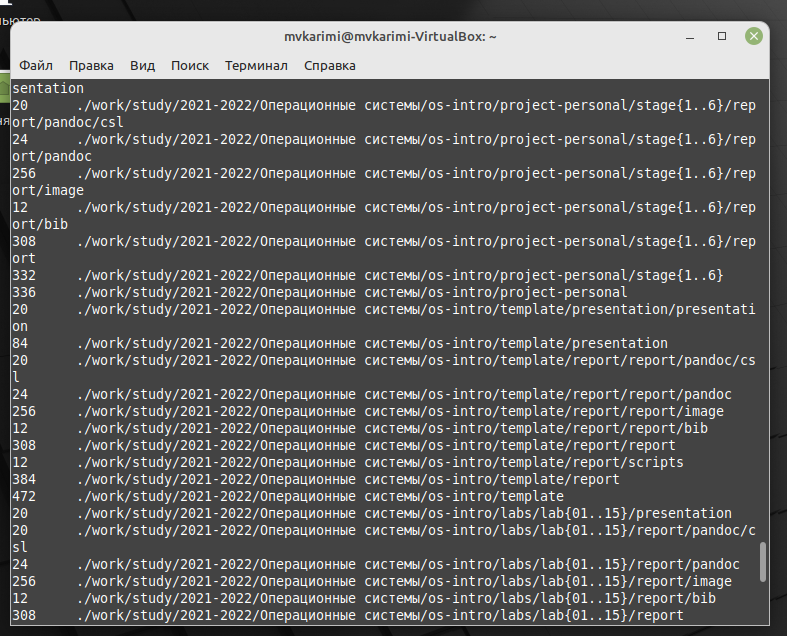 пьютер
mvkarimi@mvkarimi-VirtualBox: ~
Файл Правка Вид Поиск Терминал Справка
sentation
20 ./work/study/2021-2022/Операционные системы/os-intro/project-personal/stage{1..6}/rep
ort/pandoc/csl
24 ./work/study/2021-2022/Операционные системы/os-intro/project-personal/stage{1..6}/rep
ort/pandoc
256 ./work/study/2021-2022/Операционные системы/os-intro/project-personal/stage{1..6}/rep
ort/image
12 ./work/study/2021-2022/Операционные системы/os-intro/project-personal/stage{1..6}/rep
ort/bib
308 ./work/study/2021-2022/Операционные системы/os-intro/project-personal/stage{1..6}/rep
ort
332 ./work/study/2021-2022/Операционные системы/os-intro/project-personal/stage{1..6}
336 ./work/study/2021-2022/Операционные системы/os-intro/project-personal
20 ./work/study/2021-2022/Операционные системы/os-intro/template/presentation/presentati
on
84 ./work/study/2021-2022/Операционные системы/os-intro/template/presentation
20 ./work/study/2021-2022/Операционные системы/os-intro/template/report/report/pandoc/cs
l
24 ./work/study/2021-2022/Операционные системы/os-intro/template/report/report/pandoc
256 ./work/study/2021-2022/Операционные системы/os-intro/template/report/report/image
12 ./work/study/2021-2022/Операционные системы/os-intro/template/report/report/bib
308 ./work/study/2021-2022/Операционные системы/os-intro/template/report/report
12 ./work/study/2021-2022/Операционные системы/os-intro/template/report/scripts
384 ./work/study/2021-2022/Операционные системы/os-intro/template/report
472 ./work/study/2021-2022/Операционные системы/os-intro/template
20 ./work/study/2021-2022/Операционные системы/os-intro/labs/lab{01..15}/presentation
20 ./work/study/2021-2022/Операционные системы/os-intro/labs/lab{01..15}/report/pandoc/c
sl
24 ./work/study/2021-2022/Операционные системы/os-intro/labs/lab{01..15}/report/pandoc
256 ./work/study/2021-2022/Операционные системы/os-intro/labs/lab{01..15}/report/image
12 ./work/study/2021-2022/Операционные системы/os-intro/labs/lab{01..15}/report/bib
308 ./work/study/2021-2022/Операционные системы/os-intro/labs/lab{01..15}/report